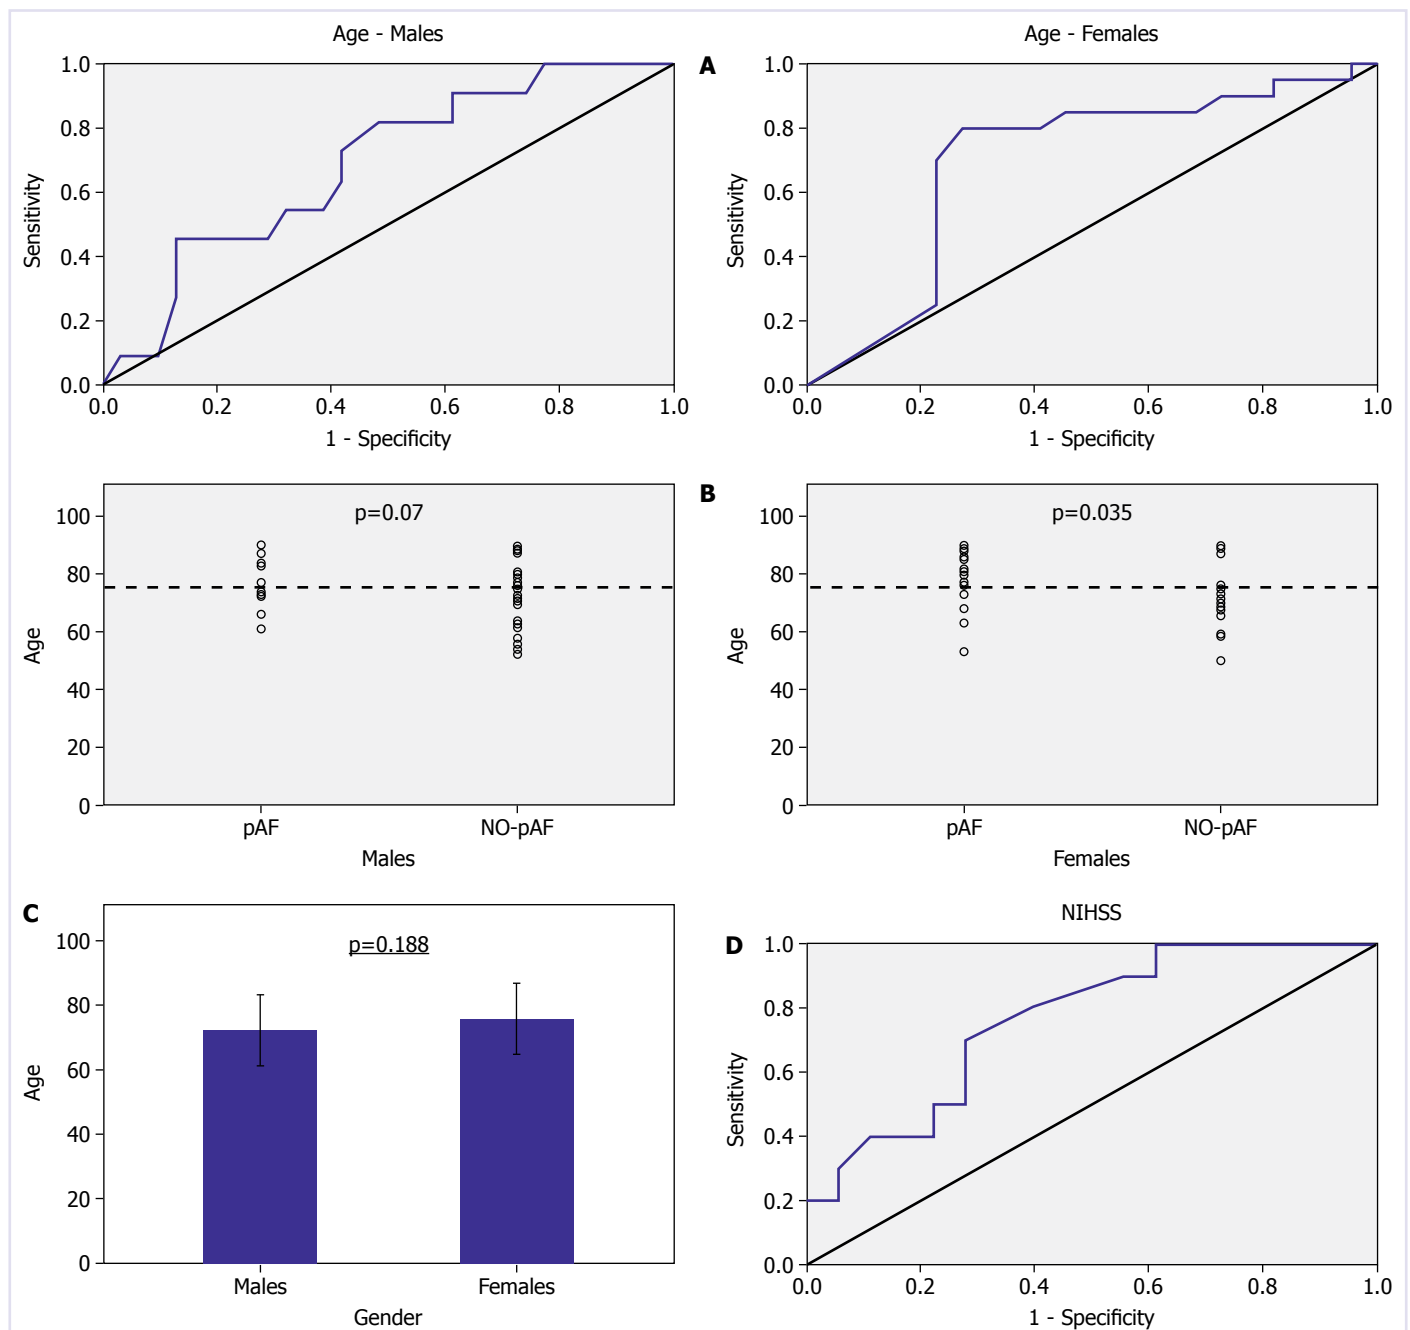 Age - Males
A
Age - Females
1.0
0.8
0.6
0.4
0.2
0.0
Sensitivity
0.0 0.2 0.4 0.6 0.8 1.0
1 - Specificity
1.0
0.8
0.6
0.4
0.2
0.0
Sensitivity
0.0 0.2 0.4 0.6 0.8 1.0
1 - Specificity
B
p=0.07
100
80
60
40
20
0
Age
pAF NO-pAF
Males
p=0.035
100
80
60
40
20
0
Age
pAF NO-pAF
Females
C
p=0.188
100
80
60
40
20
0
Age
Males Females
Gender
NIHSS
D
1.0
0.8
0.6
0.4
0.2
0.0
Sensitivity
0.0 0.2 0.4 0.6 0.8 1.0
1 - Specificity